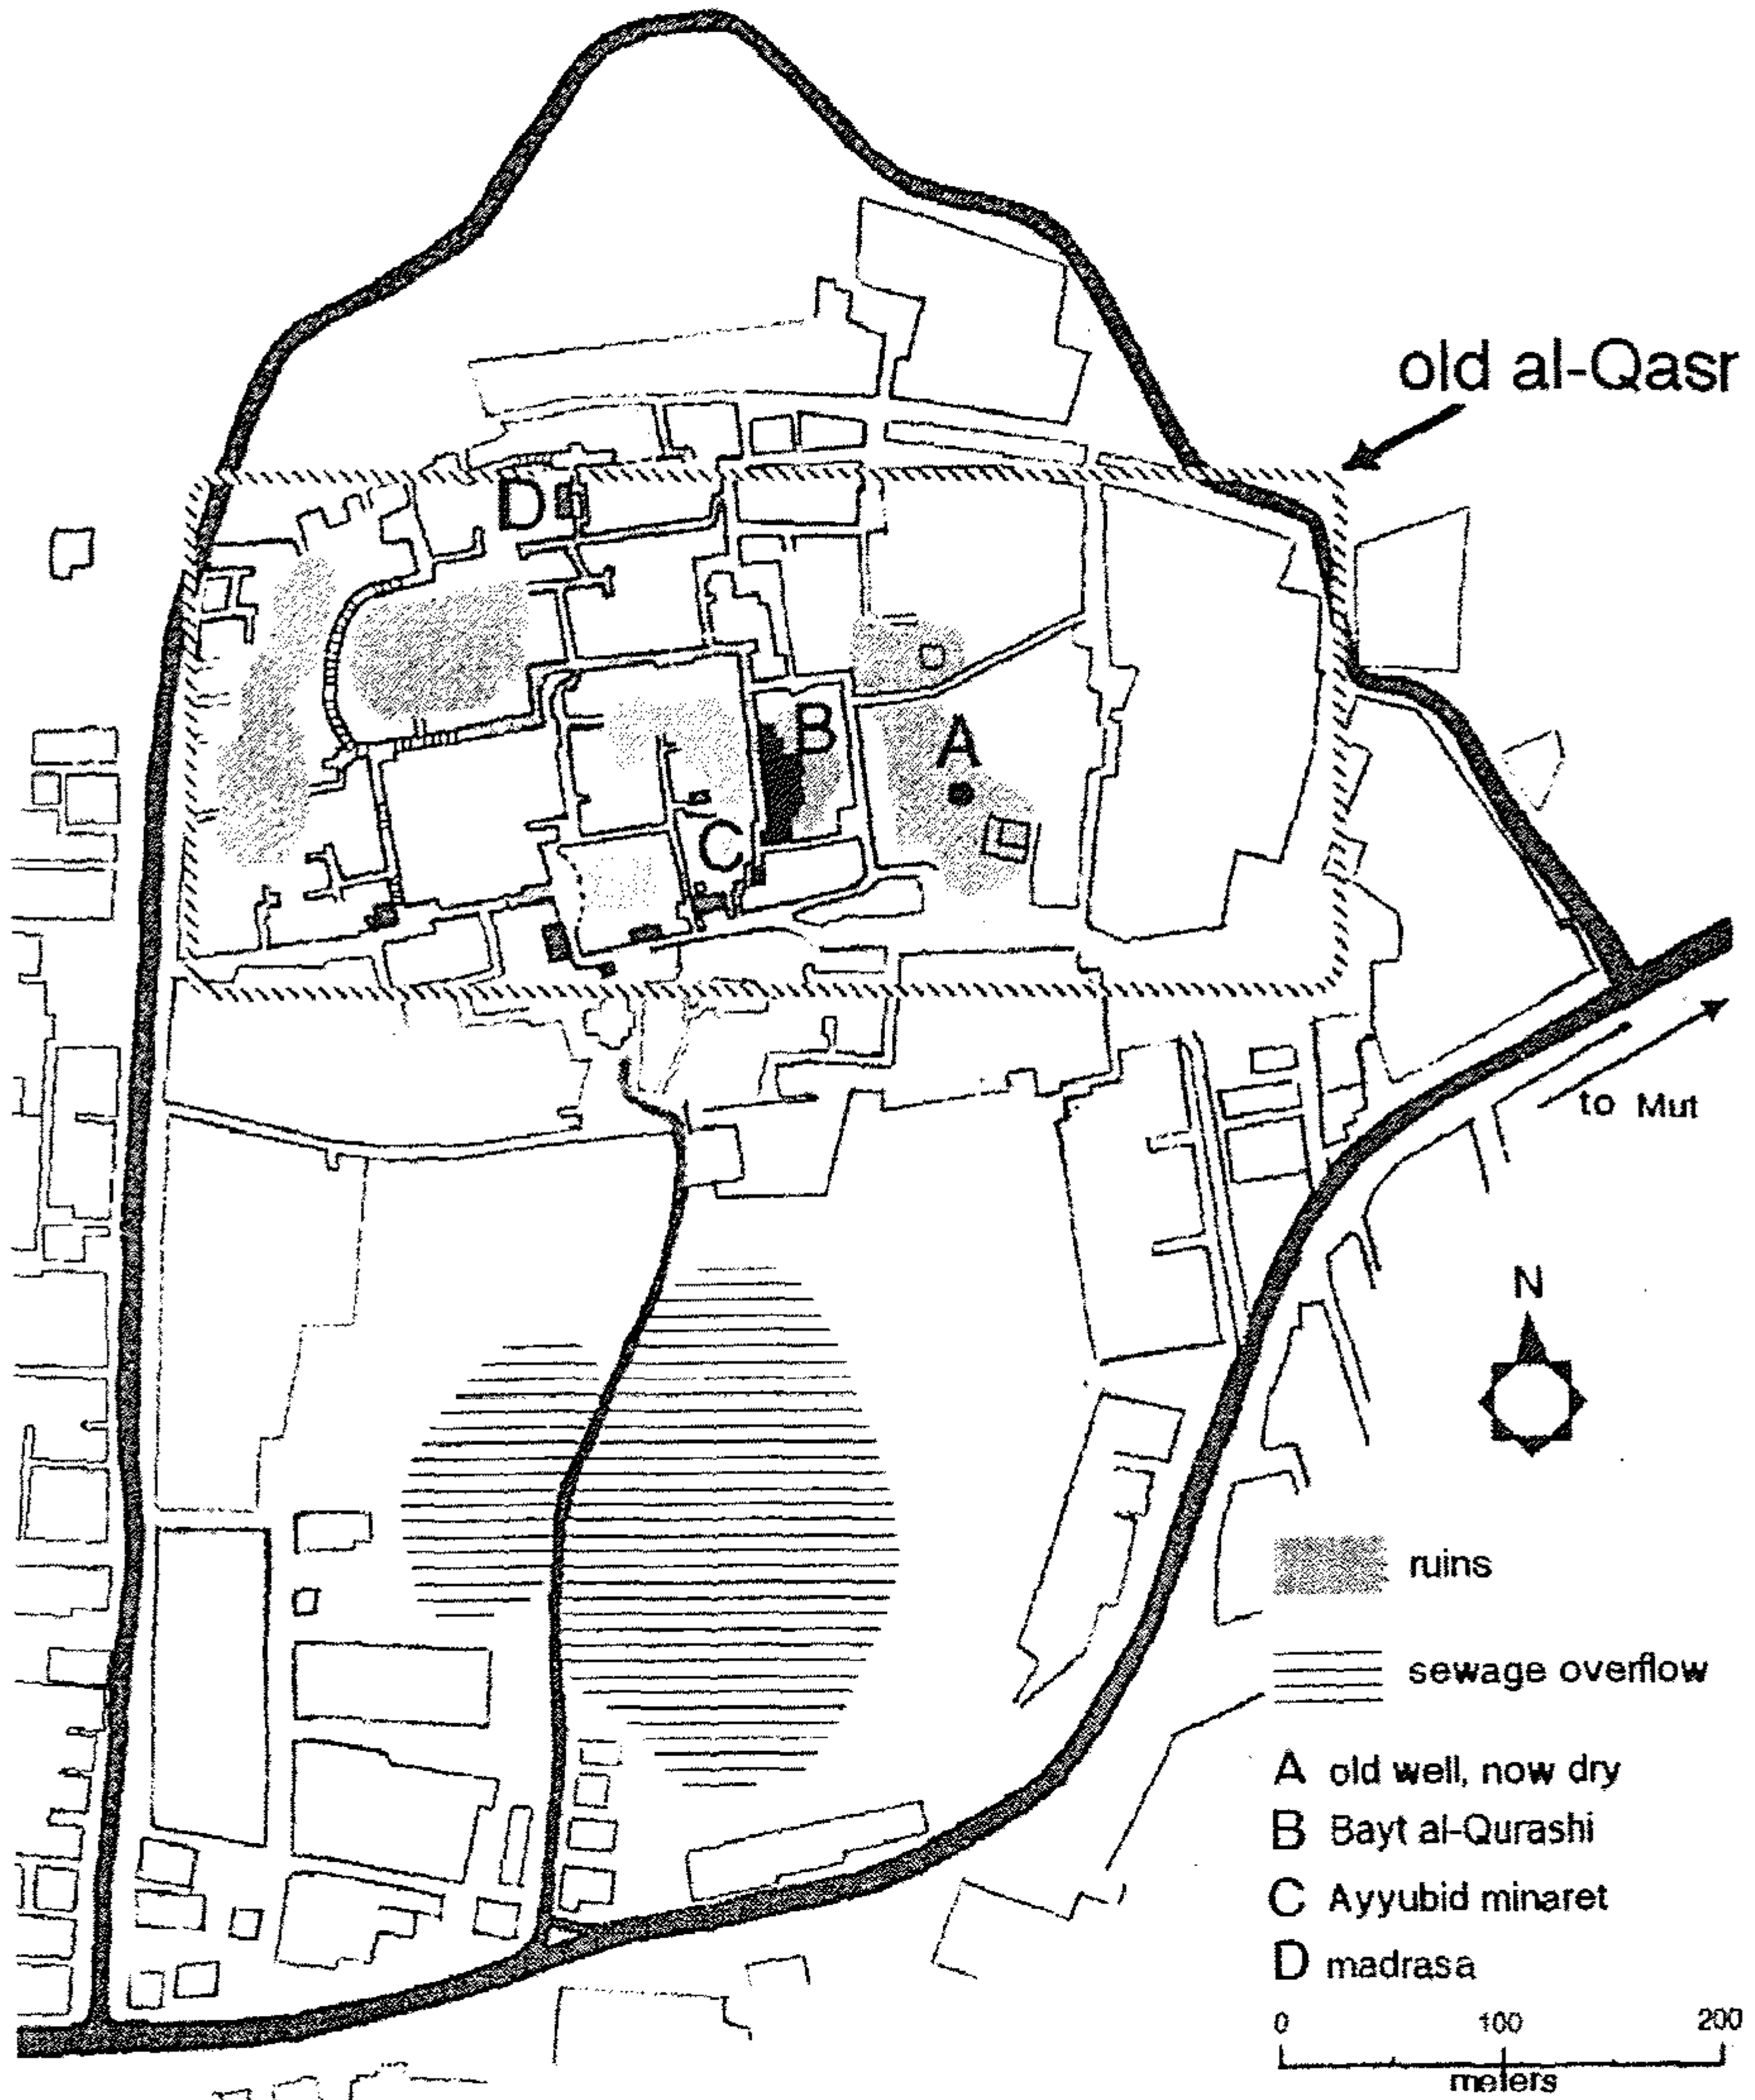 old al-Qasr
D
B
A
C
to Mut
N
ruins
sewage overflow
A old well, now dry
B Bayt al-Qurashi
C Ayyubid minaret
D madrasa
0 100 200
meters